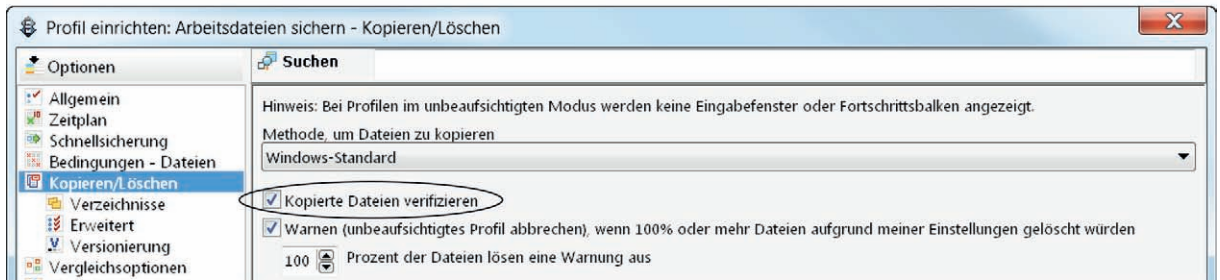 Profil einrichten: Arbeitsdateien sichern - Kopieren/Löschen
X
Optionen
Suchen
Allgemein
Zeitplan
Schnellsicherung
Bedingungen - Dateien
Kopieren/Löschen
Verzeichnisse
Erweitert
Versionierung
Vergleichsoptionen
Hinweis: Bei Profilen im unbeaufsichtigten Modus werden keine Eingabefenster oder Fortschrittsbalken angezeigt.
Methode, um Dateien zu kopieren
Windows-Standard
Kopierte Dateien verifizieren
Warnen (unbeaufsichtigtes Profil abbrechen), wenn 100% oder mehr Dateien aufgrund meiner Einstellungen gelöscht würden
100 Prozent der Dateien lösen eine Warnung aus